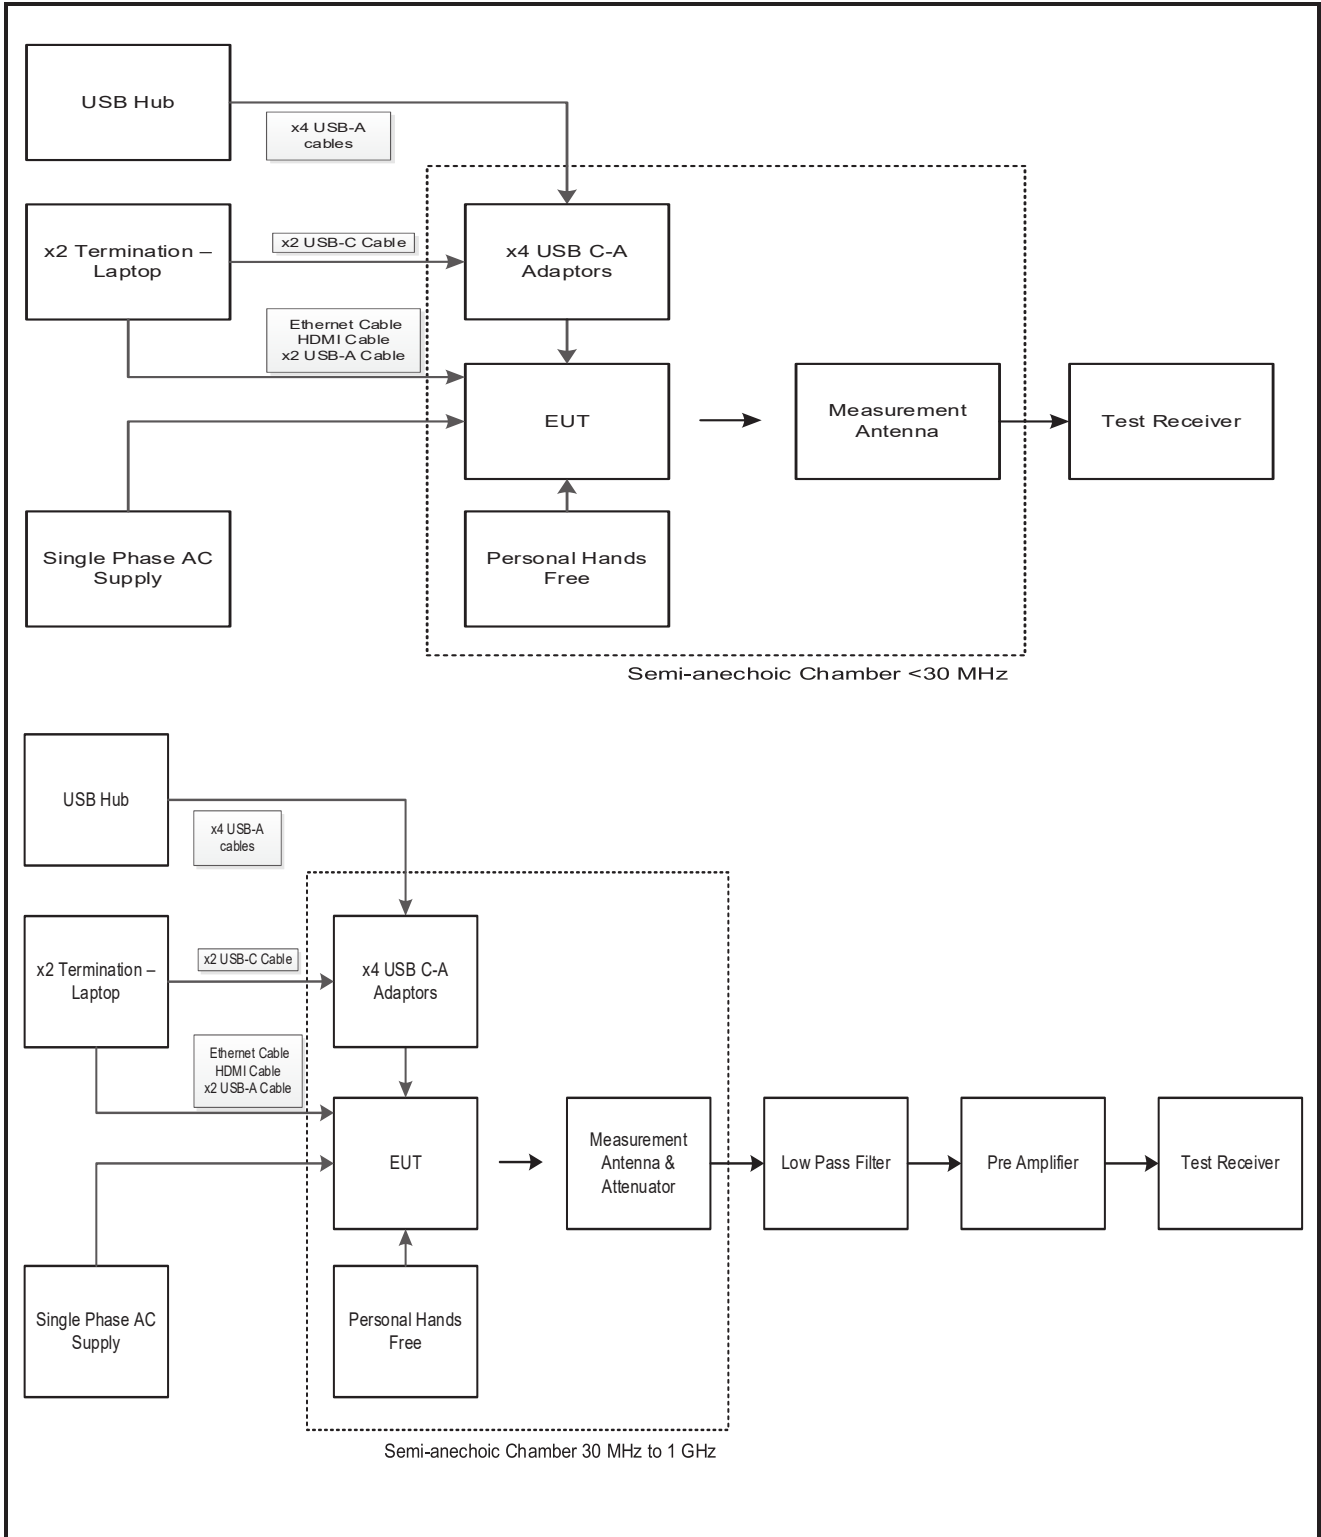 USB Hub
x4 USB-A
cables
x2 Termination –
Laptop
x2 USB-C Cable
x4 USB C-A
Adaptors
Ethernet Cable
HDMI Cable
x2 USB-A Cable
EUT
Measurement
Antenna
Test Receiver
Single Phase AC
Supply
Personal Hands
Free
Semi-anechoic Chamber <30 MHz
USB Hub
x4 USB-A
cables
x2 Termination –
Laptop
x2 USB-C Cable
x4 USB C-A
Adaptors
Ethernet Cable
HDMI Cable
x2 USB-A Cable
EUT
Measurement
Antenna &
Attenuator
Low Pass Filter
Pre Amplifier
Test Receiver
Single Phase AC
Supply
Personal Hands
Free
Semi-anechoic Chamber 30 MHz to 1 GHz